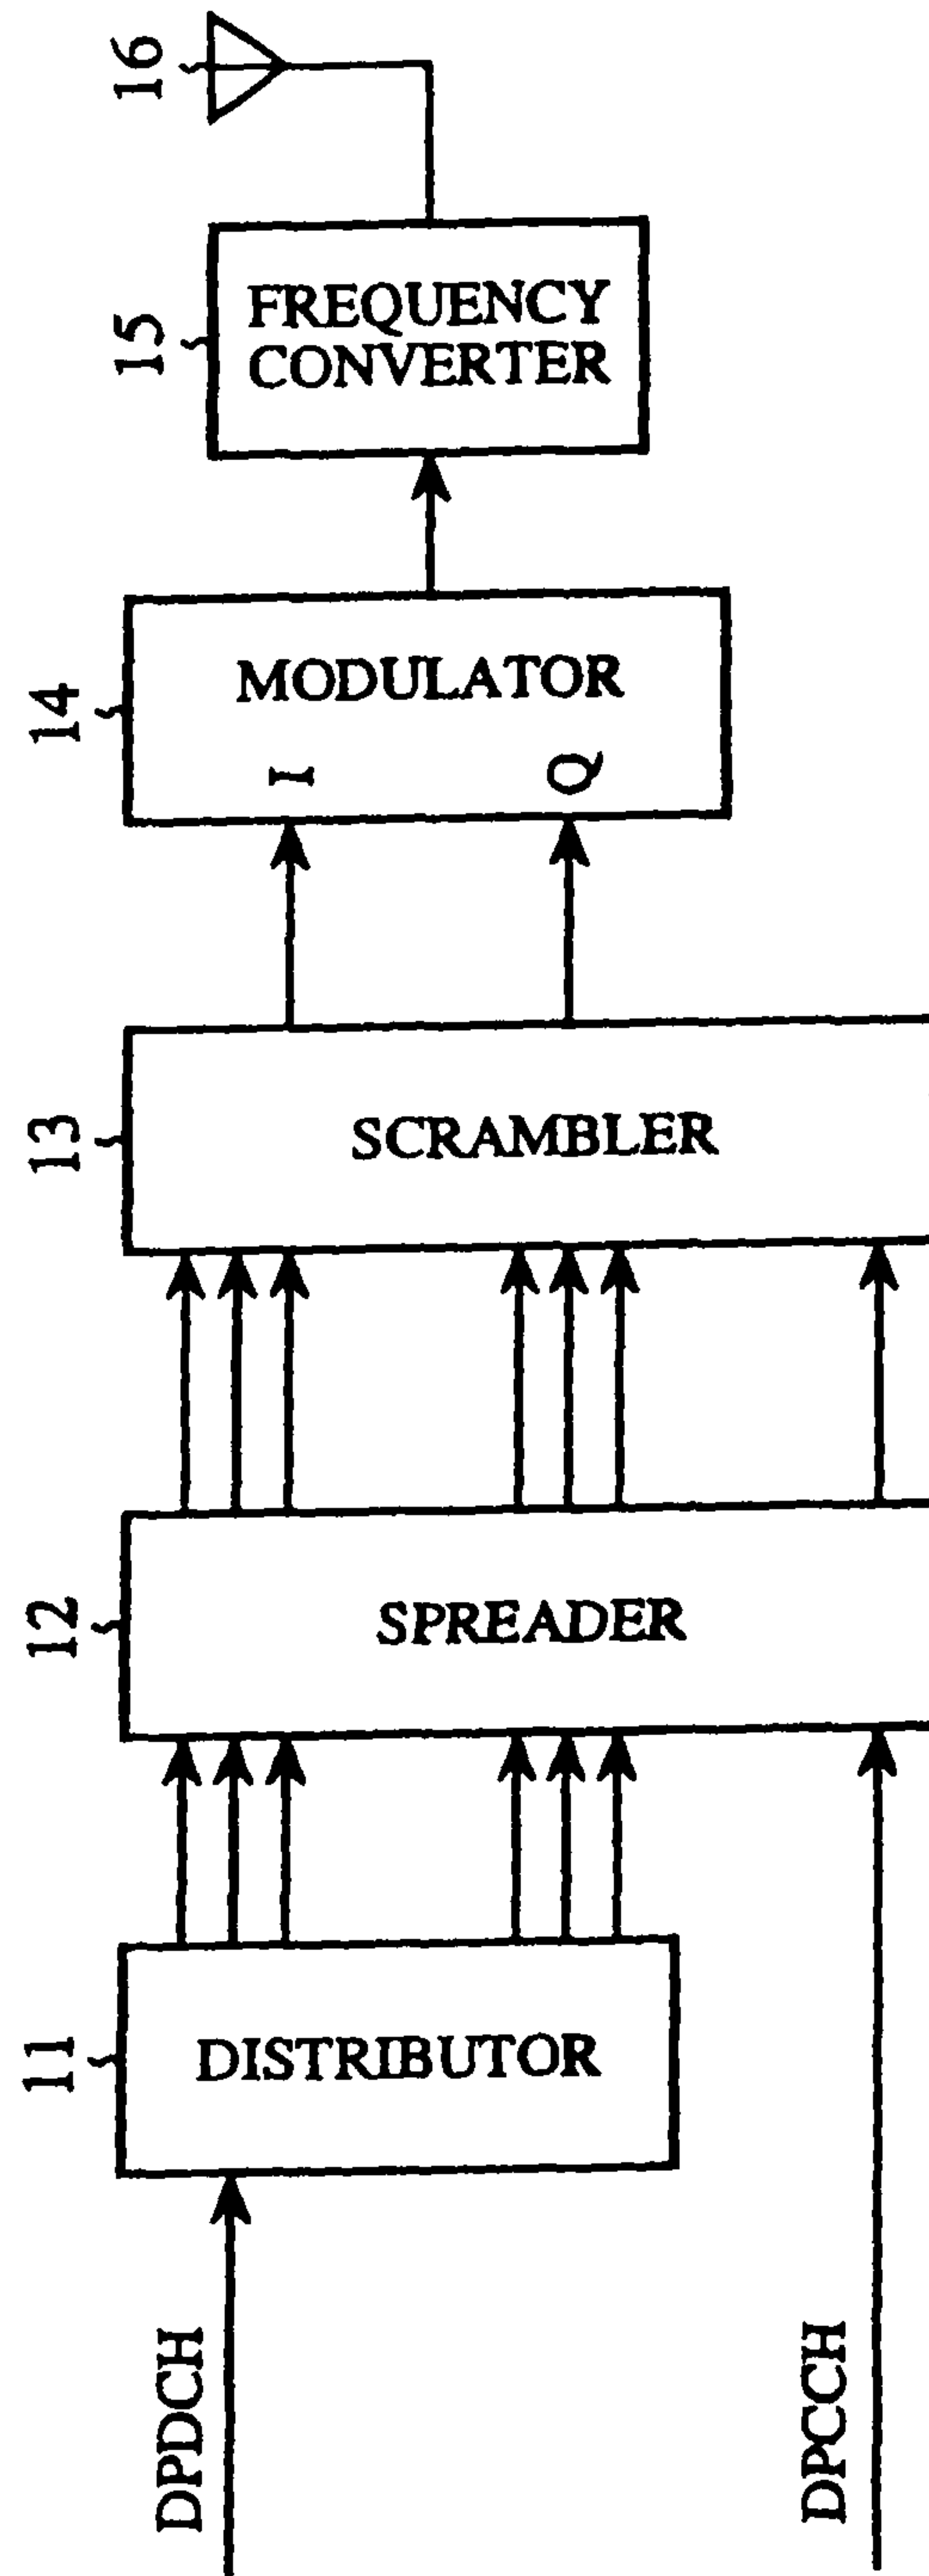 DPDCH
DPCCH
11
DISTRIBUTOR
12
SPREADER
13
SCRAMBLER
14
MODULATOR
I
Q
15
FREQUENCY
CONVERTER
16